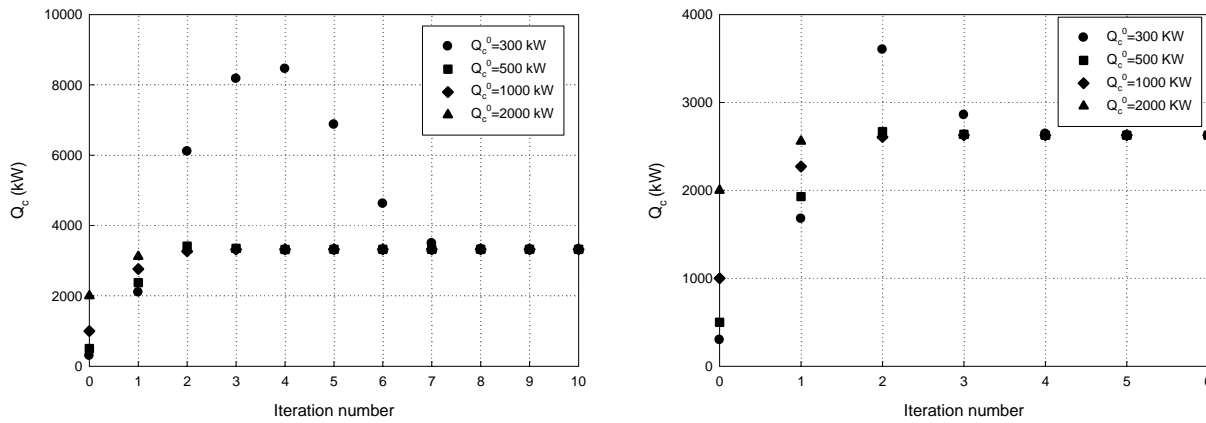 10000
8000
6000
4000
2000
0
Q_c (kW)
Q_c^0=300 kW
Q_c^0=500 kW
Q_c^0=1000 kW
Q_c^0=2000 kW
0 1 2 3 4 5 6 7 8 9 10
Iteration number
4000
3000
2000
1000
0
Q_c (kW)
Q_c^0=300 KW
Q_c^0=500 KW
Q_c^0=1000 KW
Q_c^0=2000 KW
0 1 2 3 4 5
Iteration number